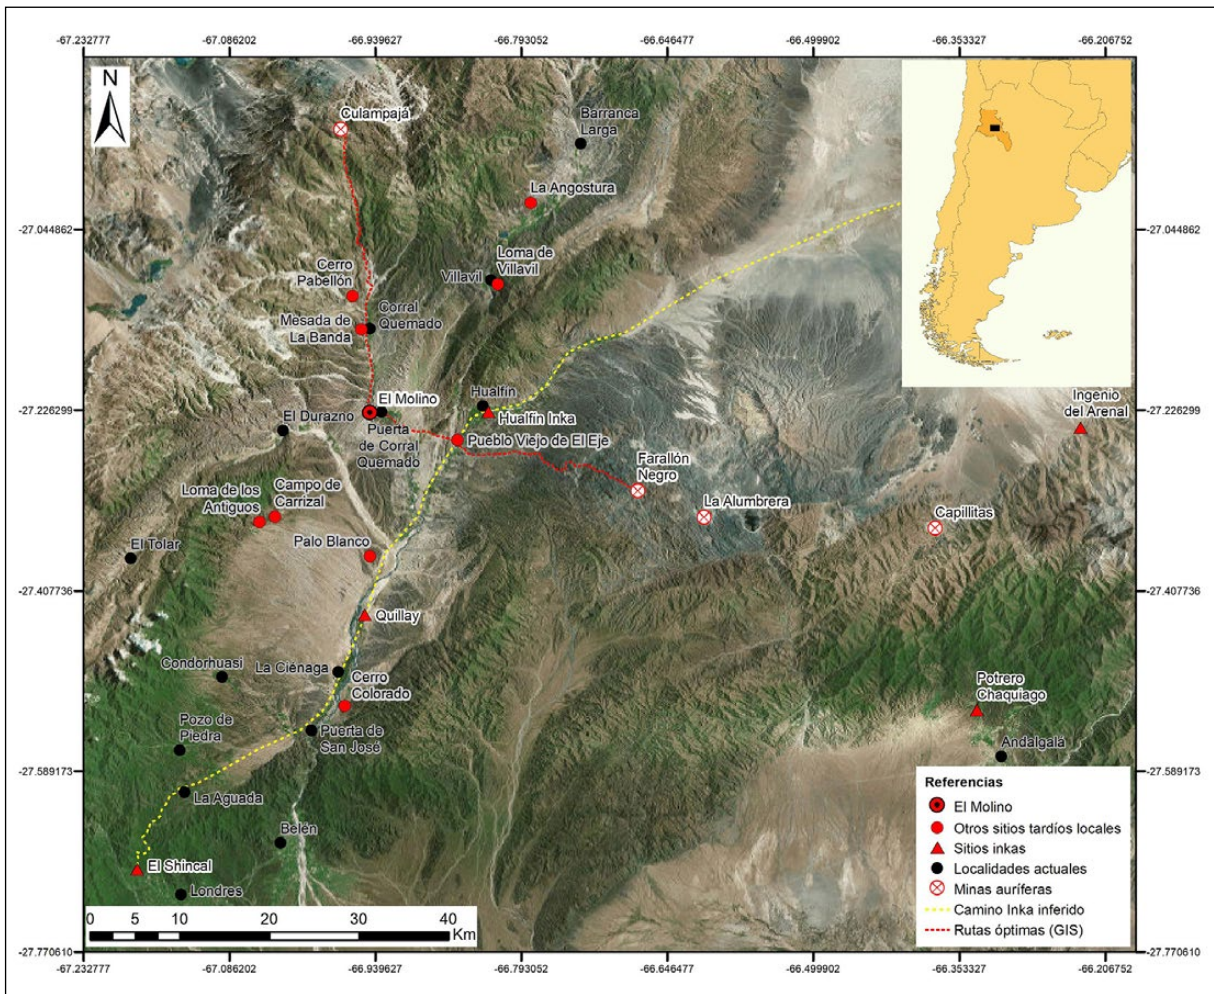 -67.232777
-67.086202
-66.939627
-66.793052
-66.646477
-66.499902
-66.353327
-66.206752
N
Culampajá
Barranca
Larga
La Angostura
-27.044862
-27.044862
Loma de
Villavil
Villavil
Cerro
Pabellón
Corral
Quemado
Mesada de
La Banda
-27.226299
-27.226299
El Molino
Hualfín
Hualfín Inka
El Durazno
Puerta
de Corral
Quemado
Pueblo Viejo de El Eje
Ingenio
del Arenal
Farallón
Negro
La Alumbrera
Capillitas
Loma de los
Antiguos
Campo de
Carrizal
Palo Blanco
El Tolar
-27.407736
-27.407736
Quillay
Condorhuasi
La Ciènaga
Cerro
Colorado
Potrero
Chaquiago
Pozo de
Piedra
Puerta de
San José
Andalgalá
-27.589173
-27.589173
La Aguada
Belén
El Shincal
Londres
Referencias
El Molino
Otros sitios tardíos locales
Sitios inkas
Localidades actuales
Minas auríferas
Camino Inka inferido
Rutas óptimas (GIS)
0 5 10 20 30 40
Km
-27.770610
-27.770610
-67.232777
-67.086202
-66.939627
-66.793052
-66.646477
-66.499902
-66.353327
-66.206752